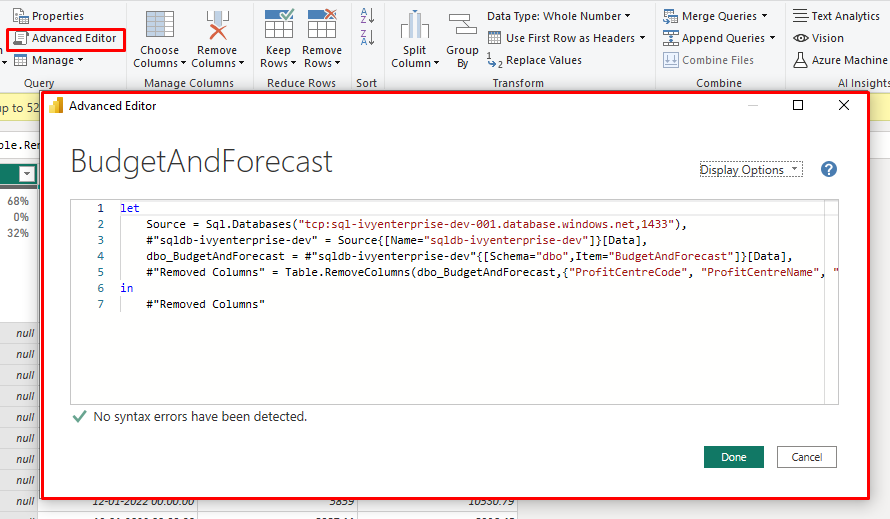 Properties
Advanced Editor
Manage
Query
Choose
Columns
Remove
Columns
Manage Columns
Keep
Rows
Remove
Rows
Reduce Rows
Sort
Split
Column
Group
By
Data Type: Whole Number
Use First Row as Headers
Replace Values
Transform
Merge Queries
Append Queries
Combine Files
Combine
Text Analytics
Vision
Azure Machine
AI Insights
up to 52
ble.Rem
68%
0%
32%
Advanced Editor
BudgetAndForecast
Display Options
?
1 let
2 Source = Sql.Databases("tcp:sql-ivyenterprise-dev-001.database.windows.net,1433"),
3 #"sqldb-ivyenterprise-dev" = Source{[Name="sqldb-ivyenterprise-dev"]}[Data],
4 dbo_BudgetAndForecast = #"sqldb-ivyenterprise-dev"{[Schema="dbo",Item="BudgetAndForecast"]}[Data],
5 #"Removed Columns" = Table.RemoveColumns(dbo_BudgetAndForecast,{"ProfitCentreCode", "ProfitCentreName", "
6 in
7 #"Removed Columns"
No syntax errors have been detected.
Done
Cancel
null
null
null
null
null
null
null
null
null
12-01-2022 00:00:00
5859
10530.79